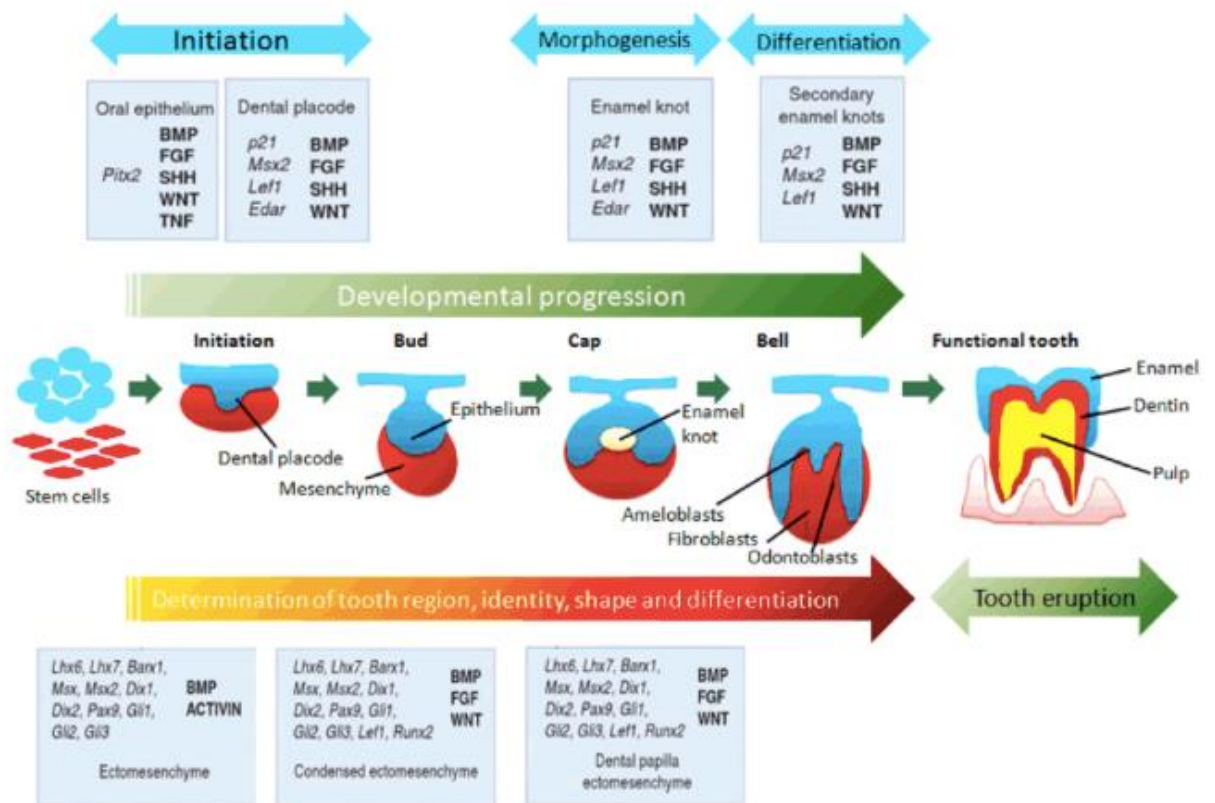 Initiation
Morphogenesis
Differentiation
Oral epithelium
Pitx2
BMP
FGF
SHH
WNT
TNF
Dental placode
p21
Msx2
Lef1
Edar
BMP
FGF
SHH
WNT
Enamel knot
p21
Msx2
Lef1
Edar
BMP
FGF
SHH
WNT
Secondary
enamel knots
p21
Msx2
Lef1
BMP
FGF
SHH
WNT
Developmental progression
Initiation
Bud
Cap
Bell
Functional tooth
Stem cells
Dental placode
Epithelium
Mesenchyme
Enamel
knot
Ameloblasts
Fibroblasts
Odontoblasts
Enamel
Dentin
Pulp
Determination of tooth region, identity, shape and differentiation
Tooth eruption
Lhx6, Lhx7, Barx1,
Msx, Msx2, Dix1,
Dix2, Pax9, Gli1,
Gli2, Gli3
BMP
ACTIVIN
Ectomesenchyme
Lhx6, Lhx7, Barx1,
Msx, Msx2, Dix1,
Dix2, Pax9, Gli1,
Gli2, Gli3, Lef1, Runx2
BMP
FGF
WNT
Condensed ectomesenchyme
Lhx6, Lhx7, Barx1,
Msx, Msx2, Dix1,
Dix2, Pax9, Gli1,
Gli2, Gli3, Lef1, Runx2
BMP
FGF
WNT
Dental papilla
ectomesenchyme